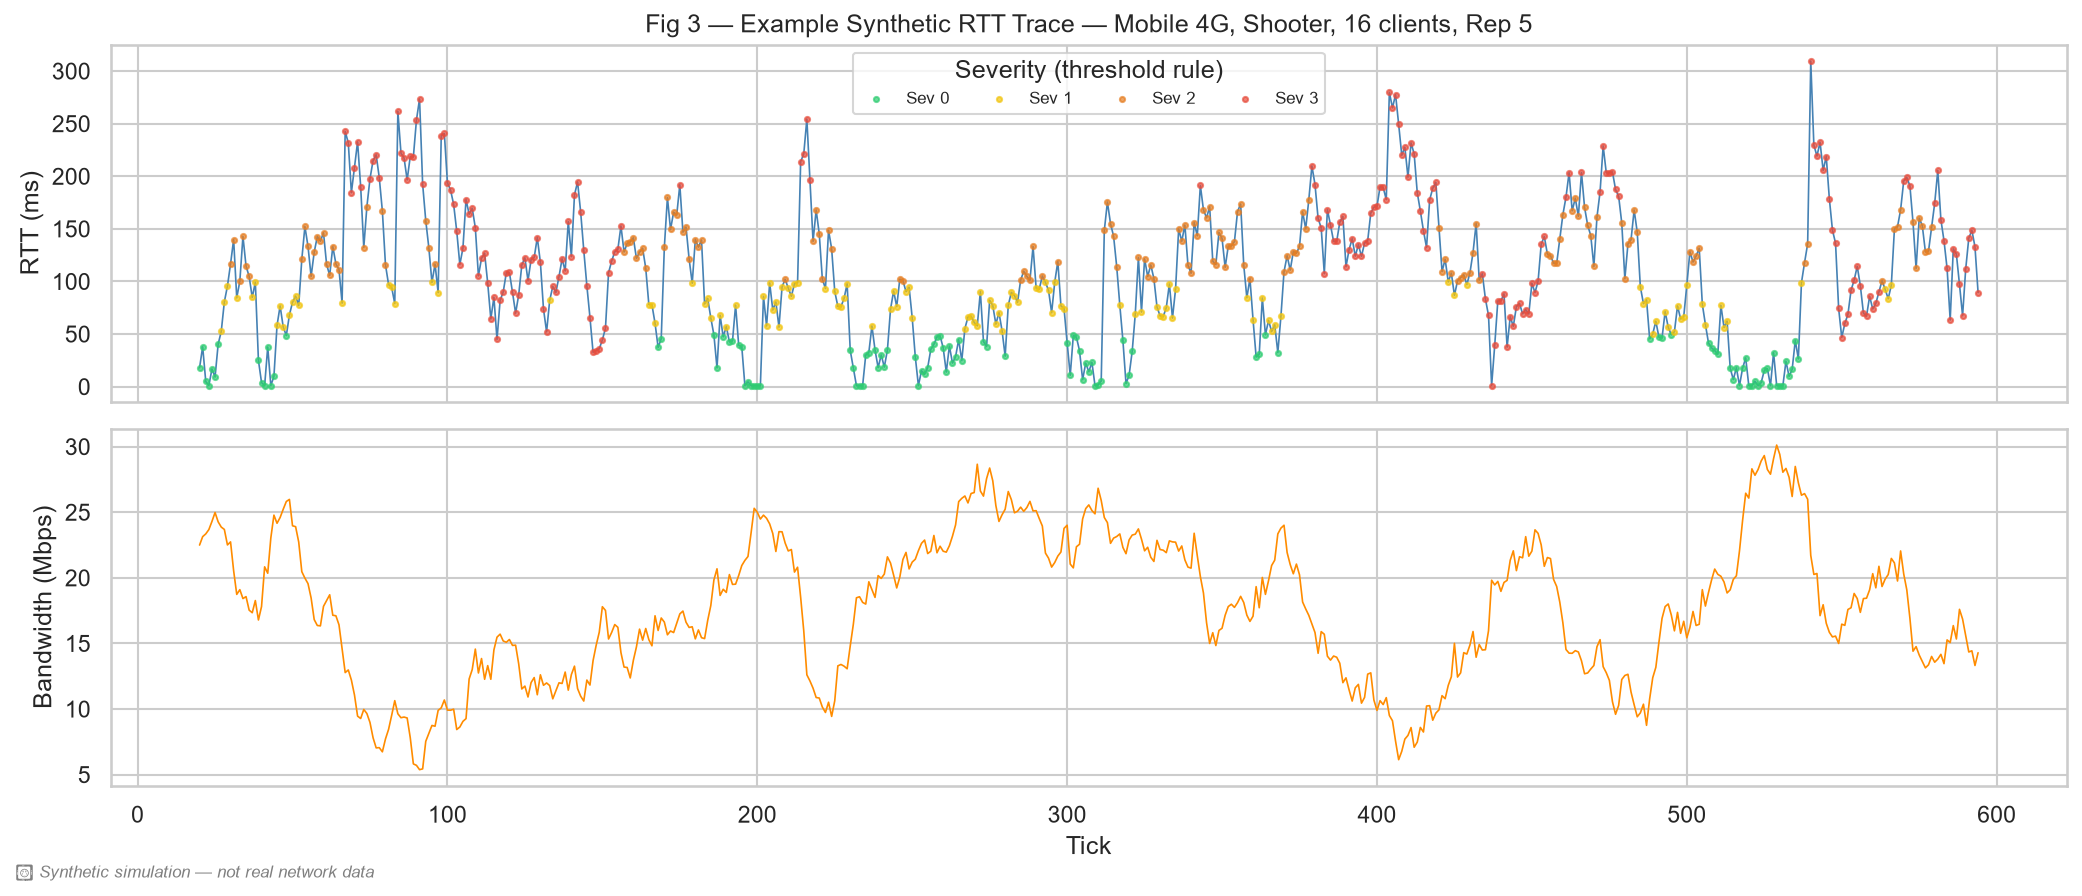 Fig 3 — Example Synthetic RTT Trace — Mobile 4G, Shooter, 16 clients, Rep 5
Severity (threshold rule)
Sev 0 Sev 1 Sev 2 Sev 3
RTT (ms)
300
250
200
150
100
50
0
Bandwidth (Mbps)
30
25
20
15
10
5
0 100 200 300 400 500 600
Tick
Synthetic simulation — not real network data